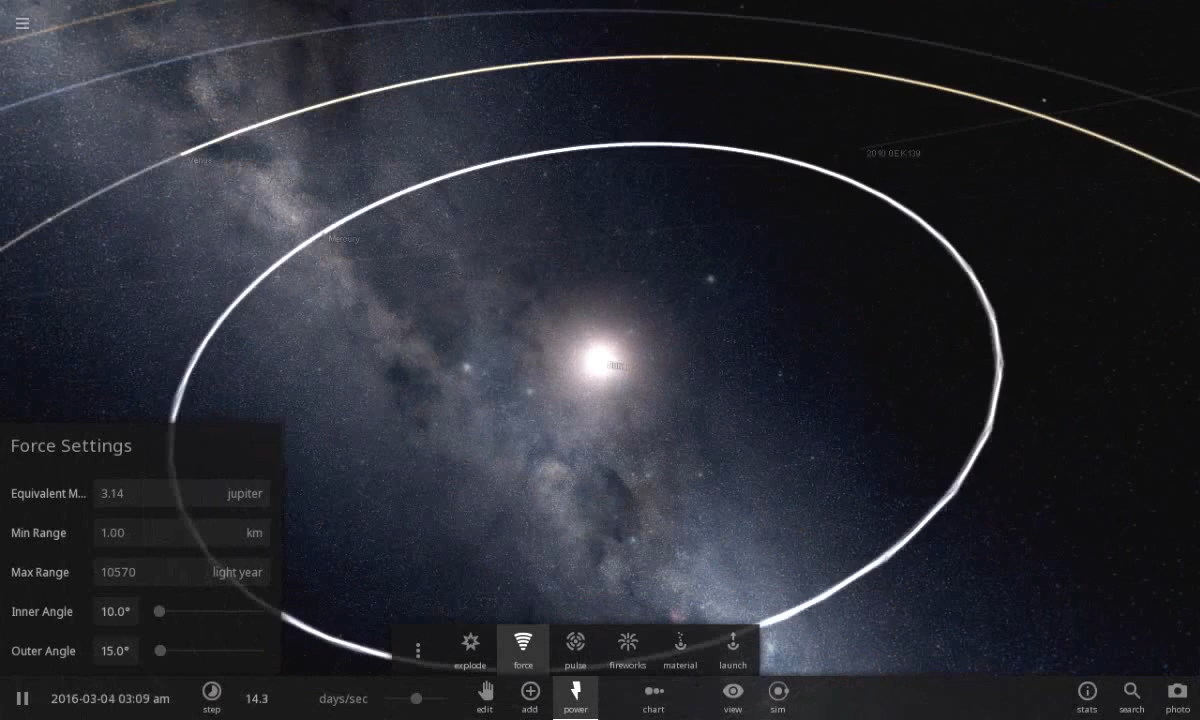 Venus
2010 EK139
Mercury
Sun
Force Settings
Equivalent M... 3.14 jupiter
Min Range 1.00 km
Max Range 10570 light year
Inner Angle 10.0°
Outer Angle 15.0°
explode force pulse fireworks material launch
2016-03-04 03:09 am step 14.3 days/sec edit add power chart view sim stats search photo